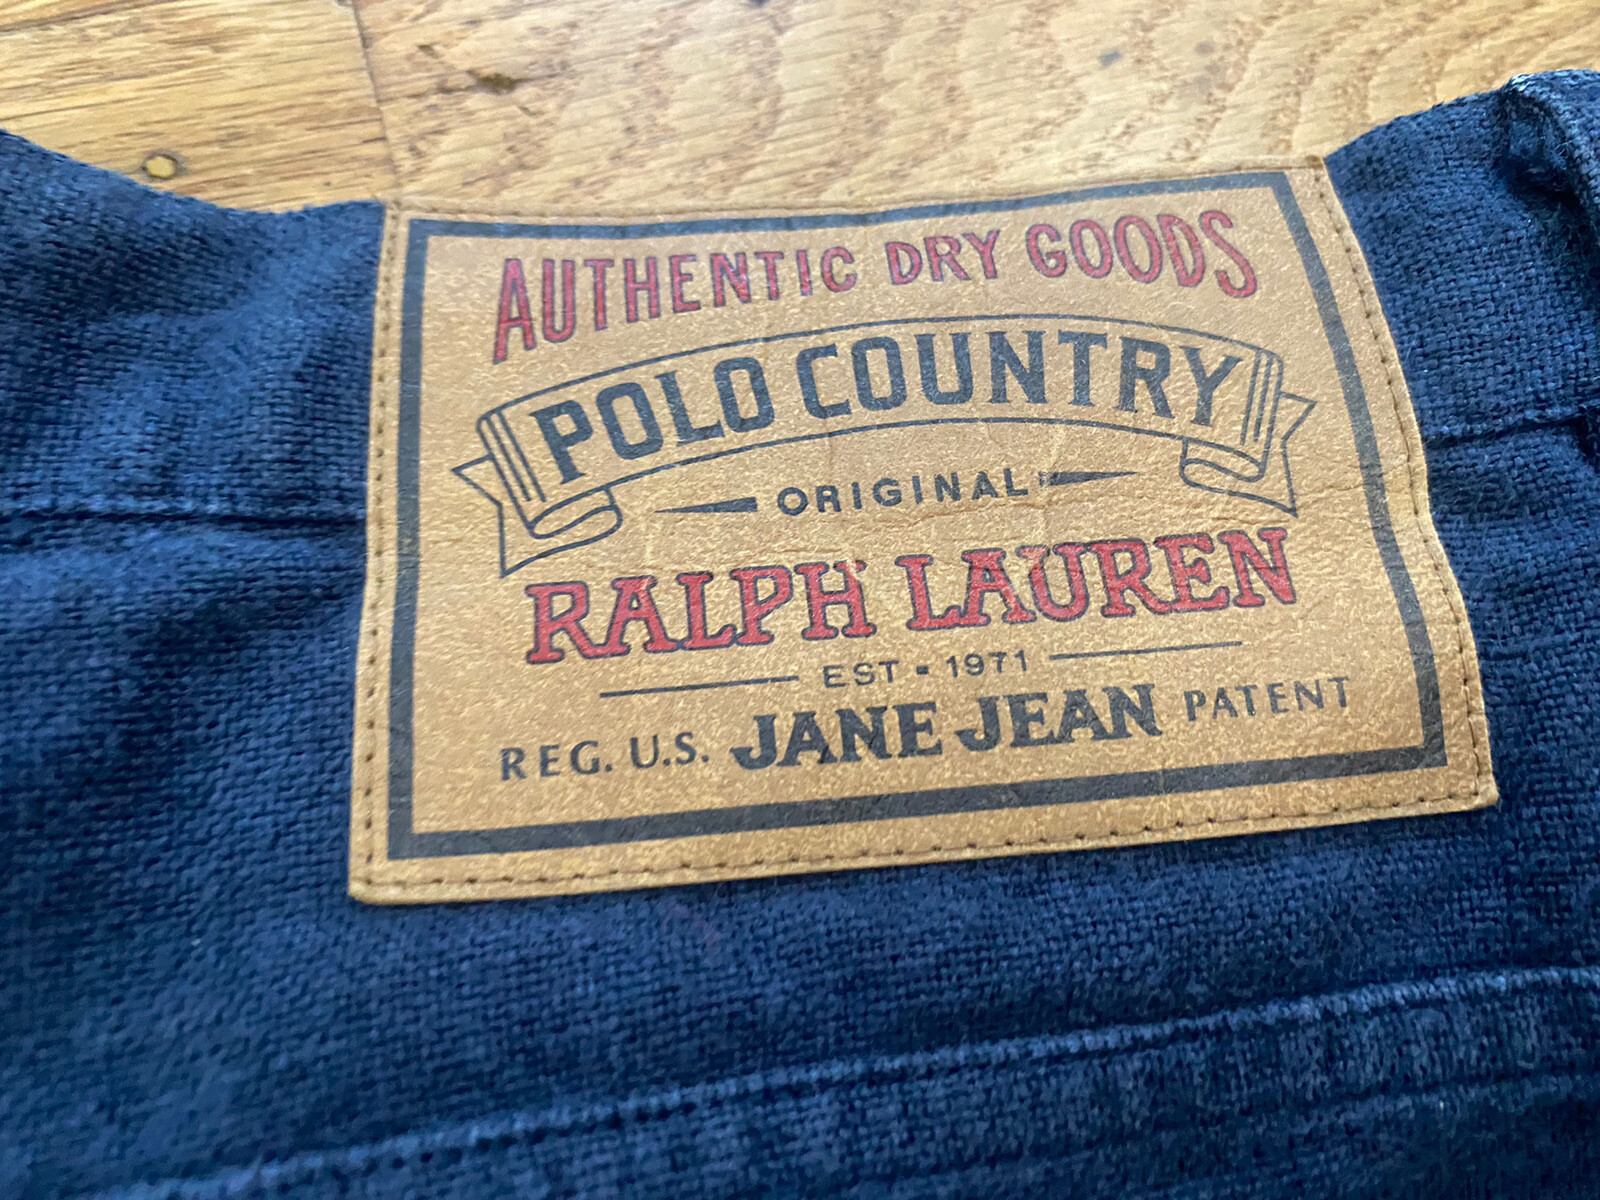 AUTHENTIC DRY GOODS
POLO COUNTRY
ORIGINAL
RALPH LAUREN
EST ▪ 1971
REG. U.S. JANE JEAN PATENT